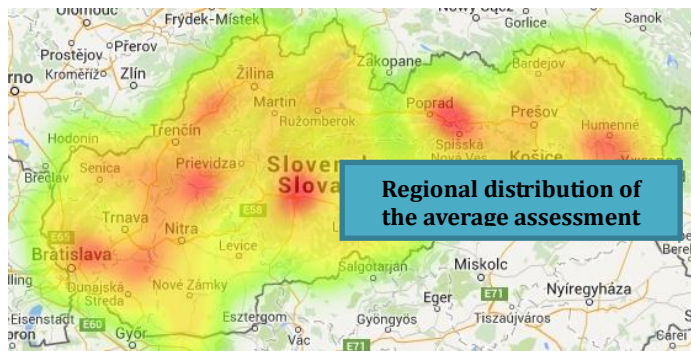 Olomouc
Frýdek-Místek
Nowy Sącz
Gorlice
Sanok
Prostějov
Přerov
Zakopane
Bardejov
Kroměříž
Zlín
Žilina
Martin
Ružomberok
Poprad
Prešov
Humenné
Hodonín
Trenčín
Spišská
Nová Ves
Košice
Břeclav
Senica
Prievidza
Sloven
Slova
Regional distribution of
the average assessment
Trnava
Nitra
E58
Levice
E65
Bratislava
Dunajská
Streda
Nové Zámky
Salgótarján
Miskolc
Nyíregyháza
Eisenstadt
E60
Győr
Esztergom
Vác
Gyöngyös
Eger
E71
Tiszaújváros
E71